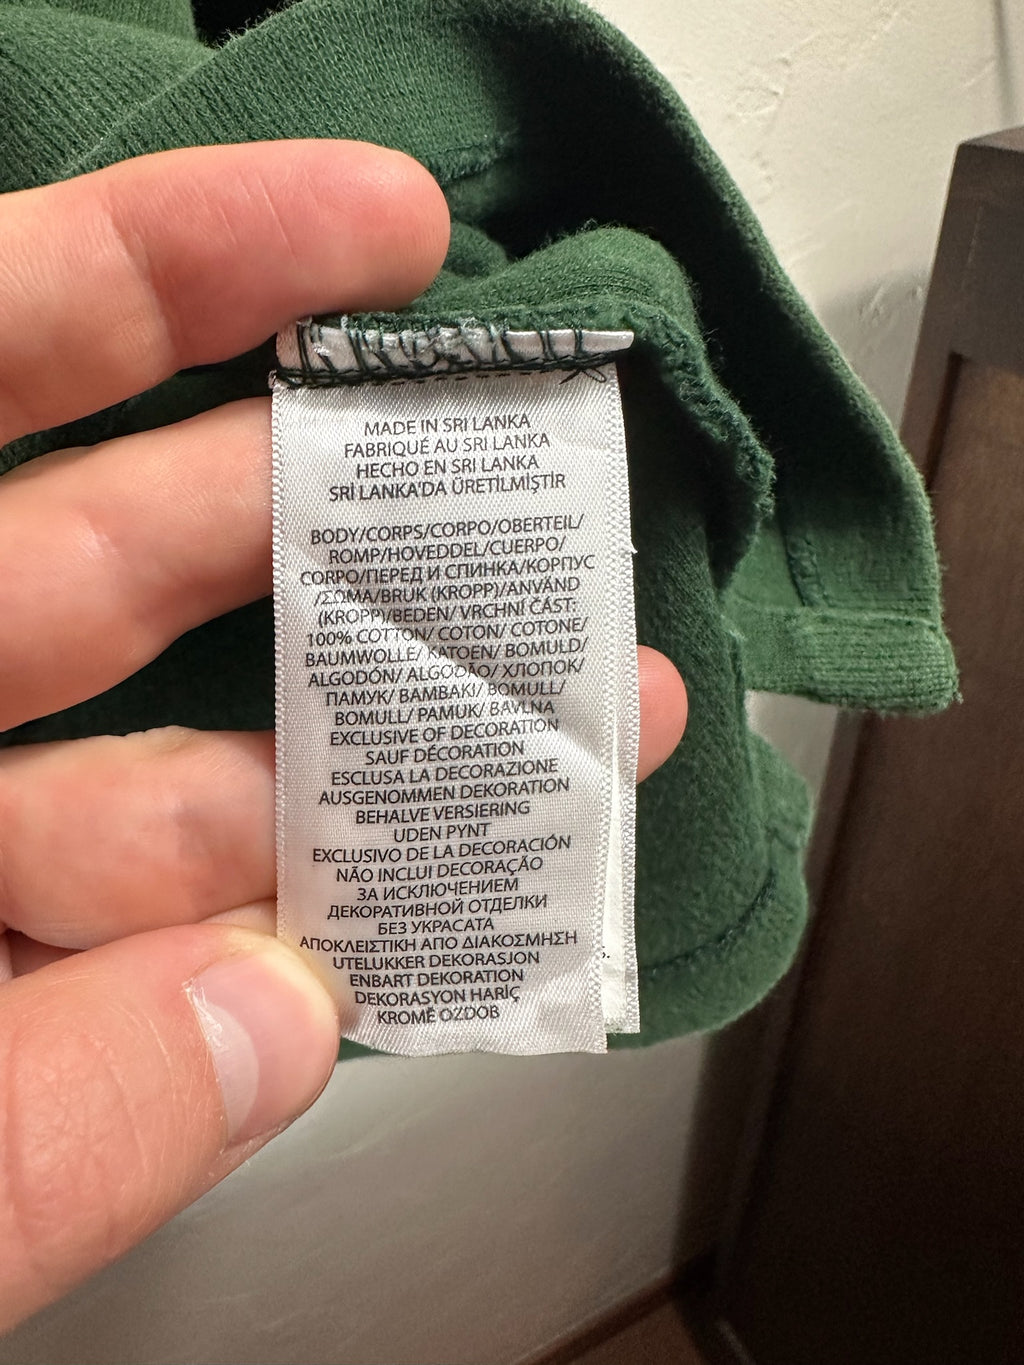 MADE IN SRI LANKA
FABRIQUÉ AU SRI LANKA
HECHO EN SRI LANKA
SRİ LANKA'DA ÜRETİLMİŞTİR
BODY/CORPS/CORPO/OBERTEIL/
ROMP/HOVEDDEL/CUERPO/
CORPO/ПЕРЕД И СПИНКА/КОРПУС
/ΣΩΜΑ/BRUK (KROPP)/ANVÄND
(KROPP)/BEDEN/ VRCHNÍ ČÁST:
100% COTTON/ COTON/ COTONE/
BAUMWOLLE/ KATOEN/ BOMULD/
ALGODÓN/ ALGODÃO/ ХЛОПОК/
ПАМУК/ BAMBAKI/ BOMULL/
BOMULL/ PAMUK/ BAVLNA
EXCLUSIVE OF DECORATION
SAUF DÉCORATION
ESCLUSA LA DECORAZIONE
AUSGENOMMEN DEKORATION
BEHALVE VERSIERING
UDEN PYNT
EXCLUSIVO DE LA DECORACIÓN
NÃO INCLUI DECORAÇÃO
ЗА ИСКЛЮЧЕНИЕМ
ДЕКОРАТИВНОЙ ОТДЕЛКИ
БЕЗ УКРАСАТА
ΑΠΟΚΛΕΙΣΤΙΚΗ ΑΠΟ ΔΙΑΚΟΣΜΗΣΗ
UTELUKKER DEKORASJON
ENBART DEKORATION
DEKORASYON HARİÇ
KROMĚ OZDOB